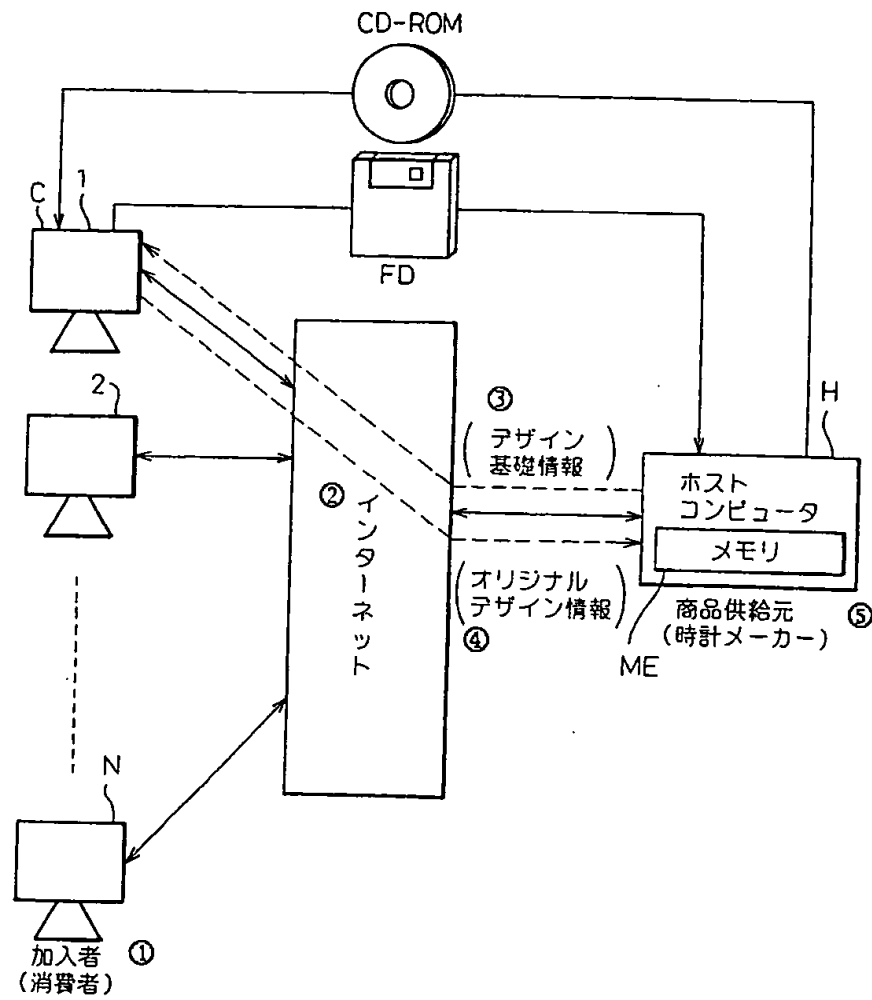 CD-ROM
C
1
FD
2
③
H
(デザイン
基礎情報)
ホスト
コンピュータ
メモリ
②
インターネット
(オリジナル
デザイン情報)
④
商品供給元
(時計メーカー)
⑤
ME
N
加入者
①
(消費者)